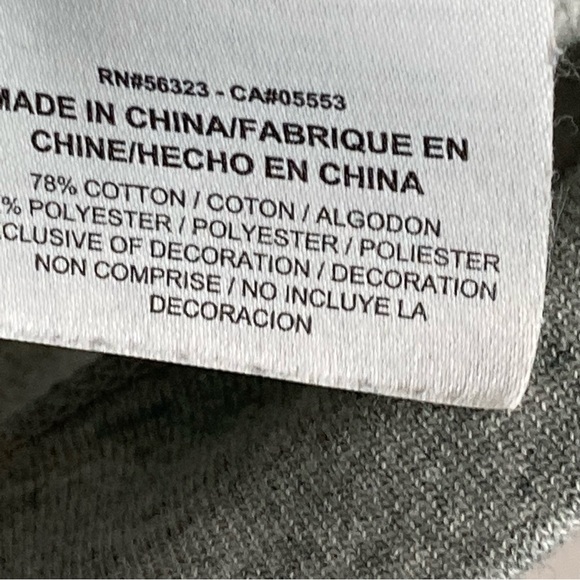 RN#56323 - CA#05553
MADE IN CHINA/FABRIQUE EN
CHINE/HECHO EN CHINA
78% COTTON / COTON / ALGODON
% POLYESTER / POLYESTER / POLIESTER
CLUSIVE OF DECORATION / DECORATION
NON COMPRISE / NO INCLUYE LA
DECORACION